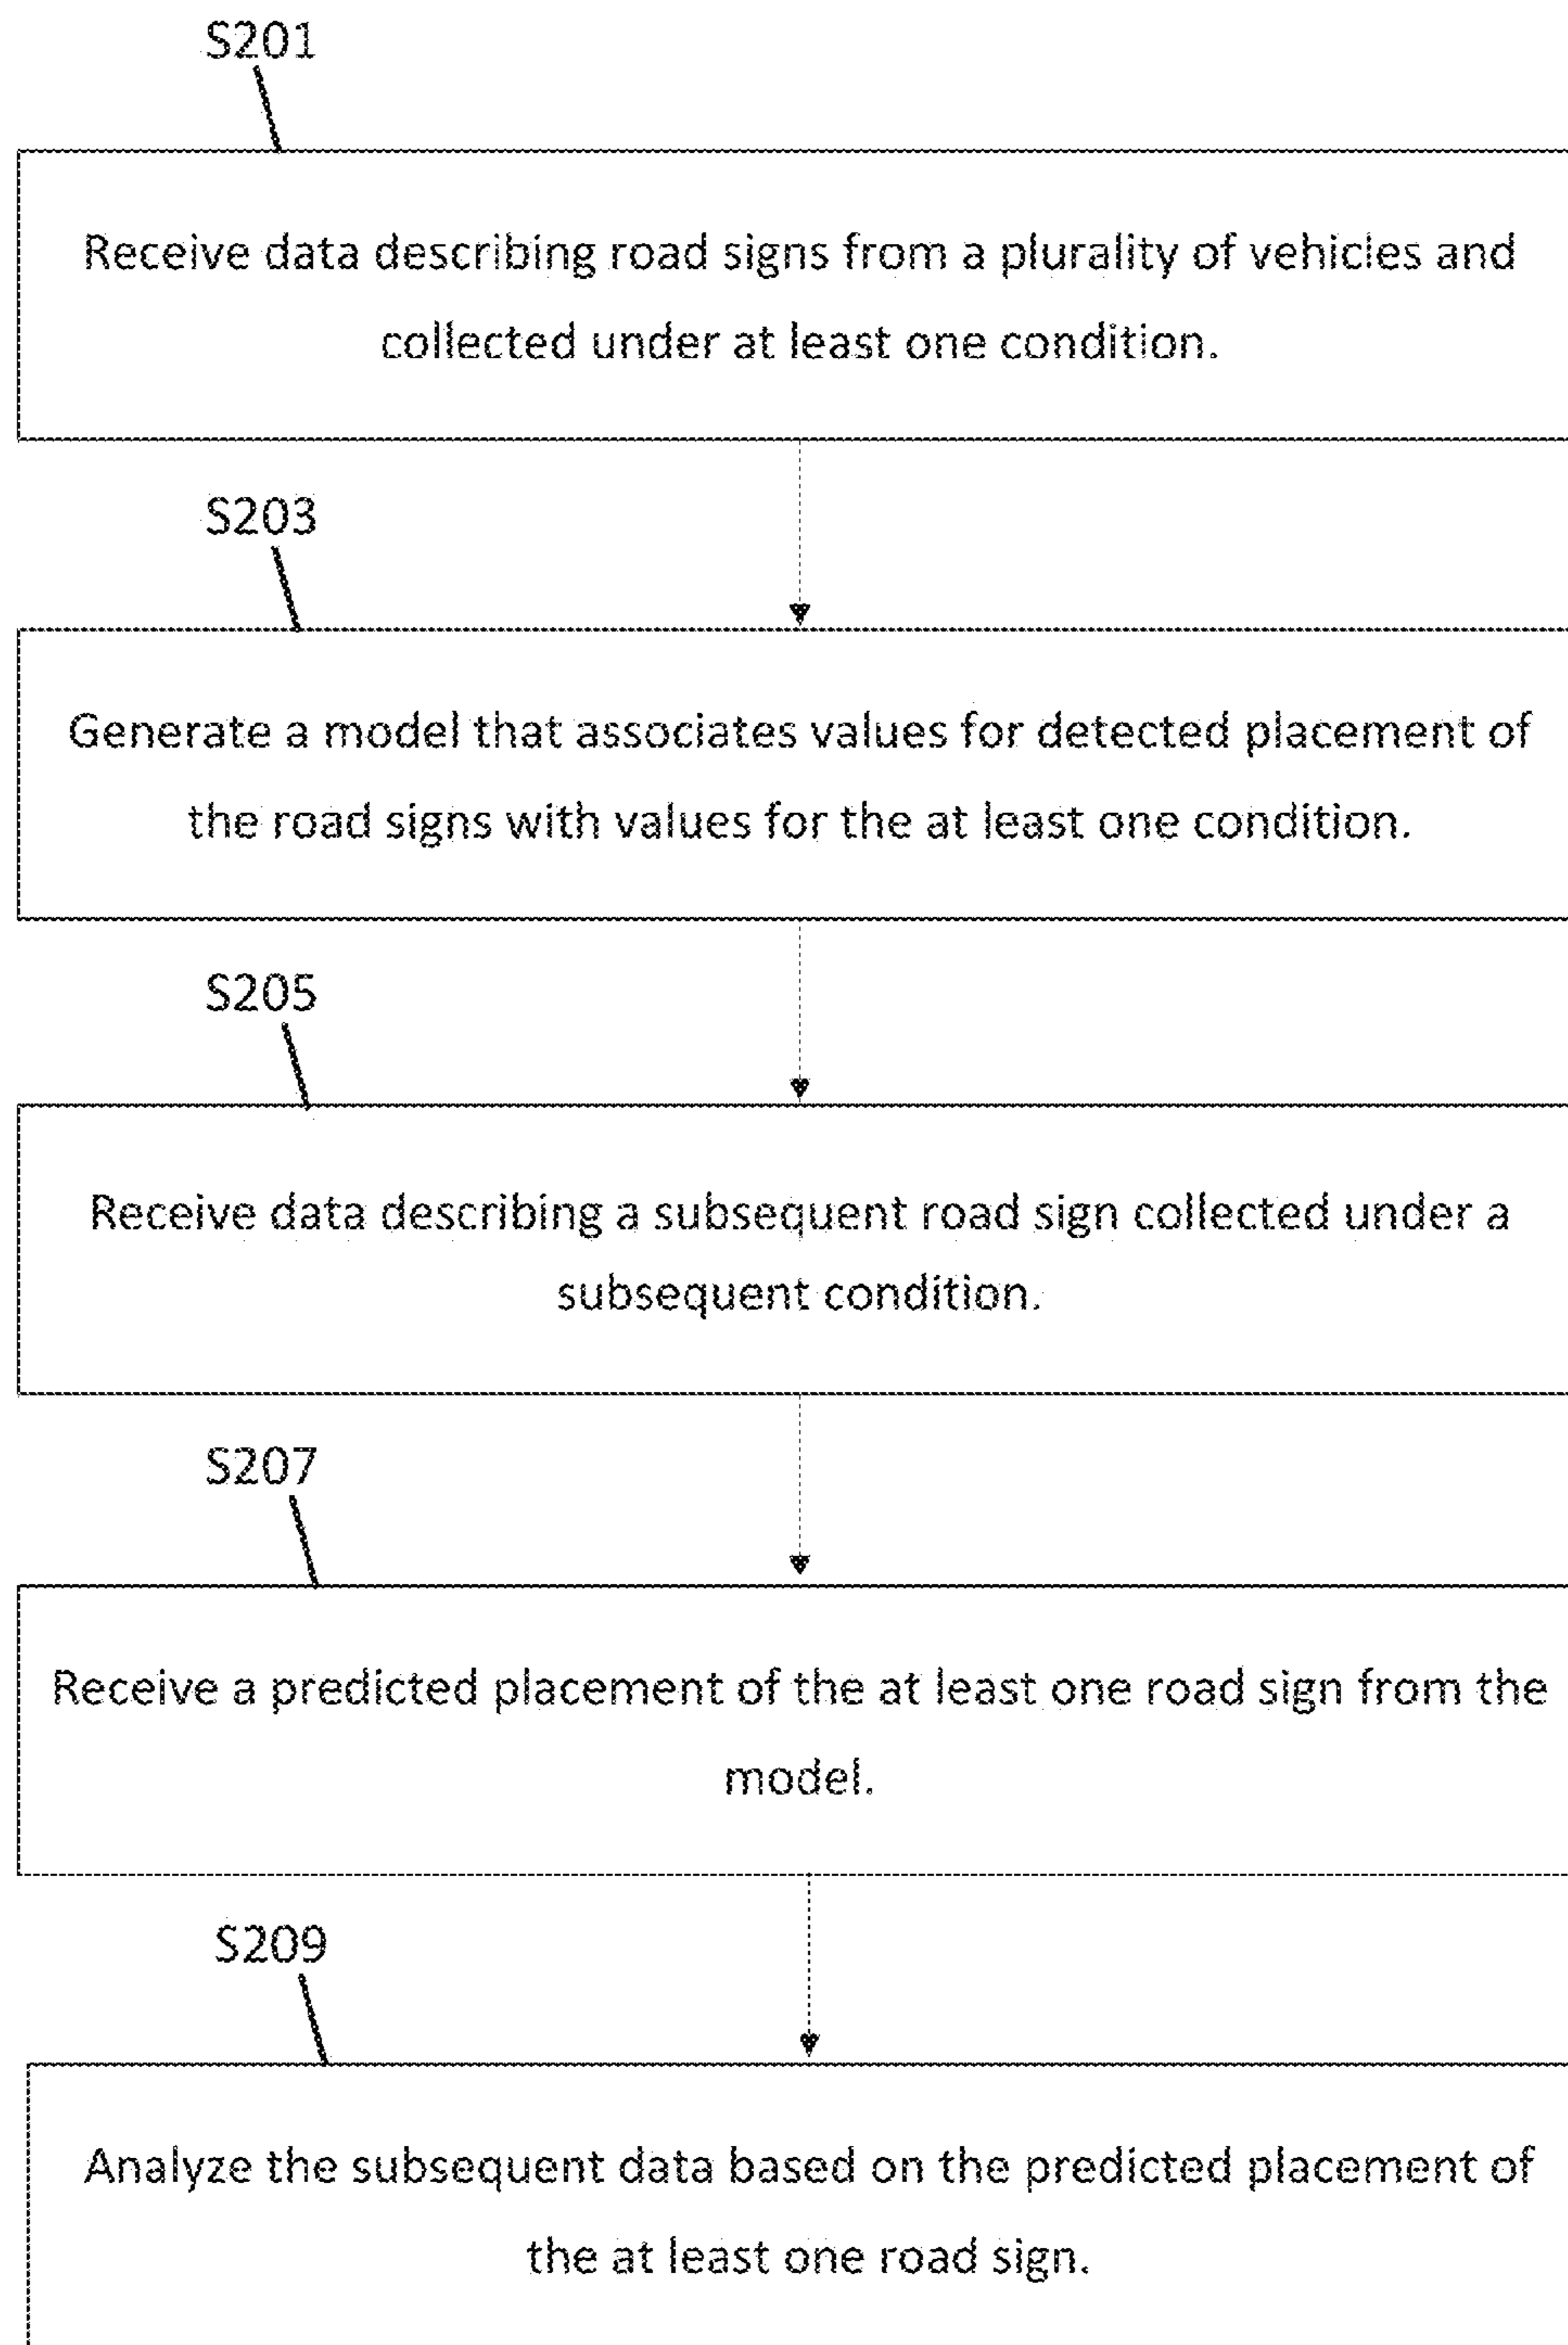 S201
Receive data describing road signs from a plurality of vehicles and
collected under at least one condition.
S203
Generate a model that associates values for detected placement of
the road signs with values for the at least one condition.
S205
Receive data describing a subsequent road sign collected under a
subsequent condition.
S207
Receive a predicted placement of the at least one road sign from the
model.
S209
Analyze the subsequent data based on the predicted placement of
the at least one road sign.